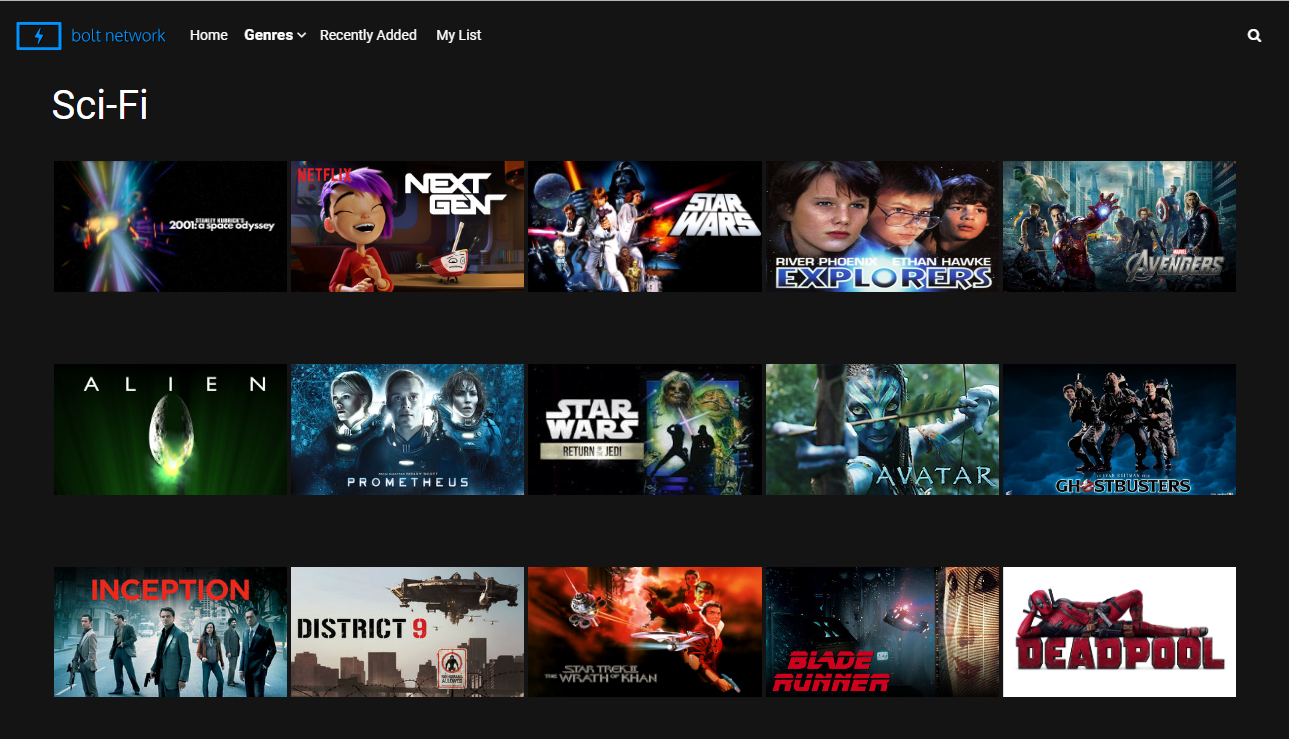 bolt network
Home
Genres
Recently Added
My List
Sci-Fi
STANLEY KUBRICK'S
2001: a space odyssey
NETFLIX
NEXT
GEN
STAR
WARS
RIVER PHOENIX ETHAN HAWKE
EXPLORERS
MARVEL
AVENGERS
ALIEN
PROMETHEUS
STAR
WARS
RETURN OF THE JEDI
AVATAR
GHOSTBUSTERS
INCEPTION
DISTRICT 9
STAR TREK II
THE WRATH OF KHAN
BLADE
RUNNER
DEADPOOL